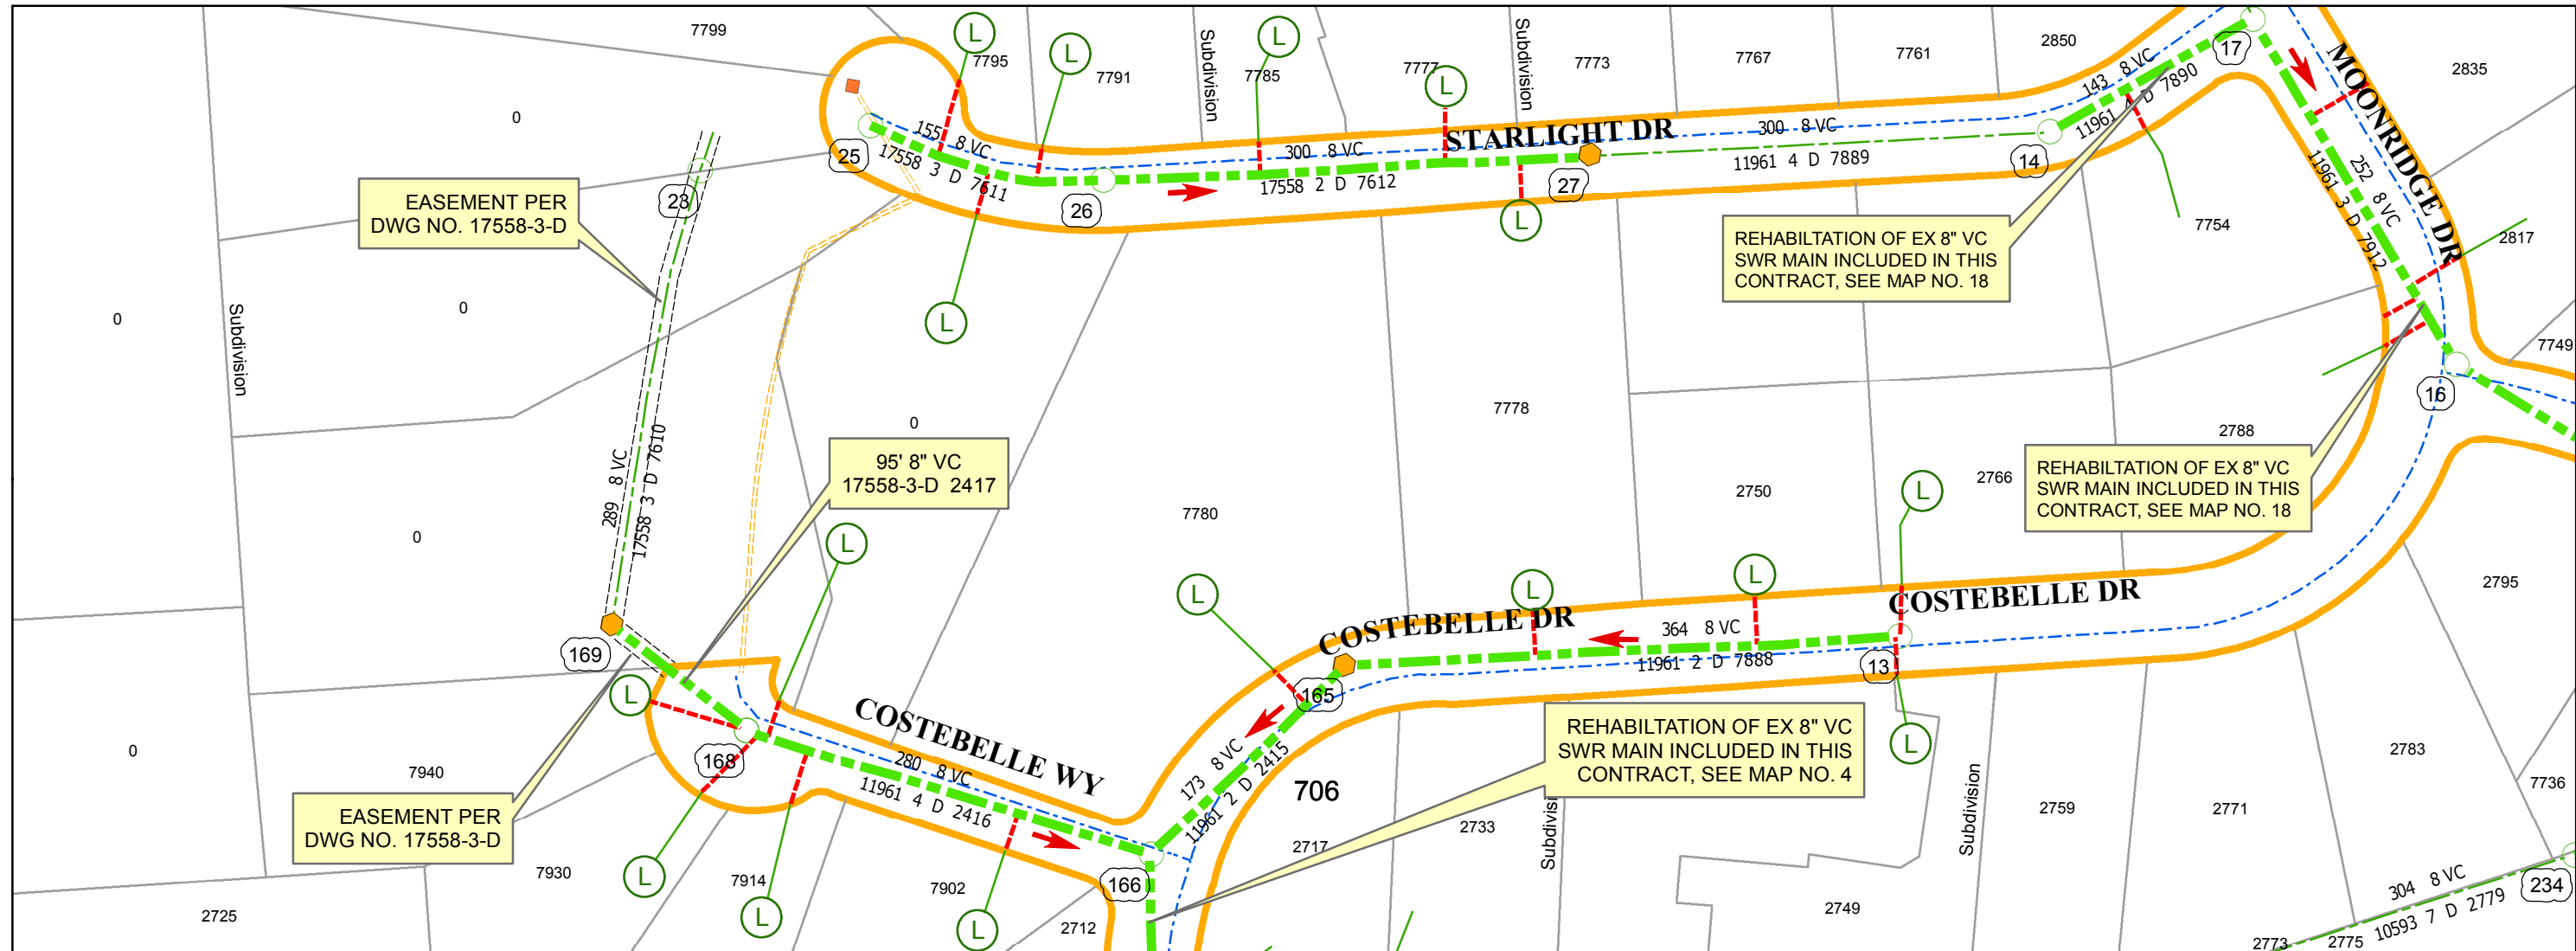 7799
L
7795
L
7791
Subdivision
L
7785
7777
L
Subdivision
7773
7767
7761
2850
17
MOONRIDGE DR
2835
0
25
155 8 VC
17558 3 D 7611
26
300 8 VC
17558 2 D 7612
STARLIGHT DR
27
300 8 VC
11961 4 D 7889
14
143 8 VC
11961 4 D 7890
252 8 VC
11961 3 D 7912
EASEMENT PER
DWG NO. 17558-3-D
23
L
L
REHABILTATION OF EX 8" VC
SWR MAIN INCLUDED IN THIS
CONTRACT, SEE MAP NO. 18
7754
2817
0
Subdivision
0
7749
16
0
7778
2788
95' 8" VC
17558-3-D 2417
289 8 VC
17558 3 D 7610
0
7780
2750
L
2766
REHABILTATION OF EX 8" VC
SWR MAIN INCLUDED IN THIS
CONTRACT, SEE MAP NO. 18
L
L
L
L
2795
COSTEBELLE DR
COSTEBELLE DR
364 8 VC
11961 2 D 7888
13
169
L
165
168
COSTEBELLE WY
280 8 VC
11961 4 D 2416
173 8 VC
11961 2 D 2415
706
REHABILTATION OF EX 8" VC
SWR MAIN INCLUDED IN THIS
CONTRACT, SEE MAP NO. 4
L
0
7940
EASEMENT PER
DWG NO. 17558-3-D
2783
7736
2759
2771
Subdivision
Subdivisi
2733
2717
166
7930
L
7914
L
7902
L
2712
2725
2749
304 8 VC
10593 7 D 2779
234
2773
2775